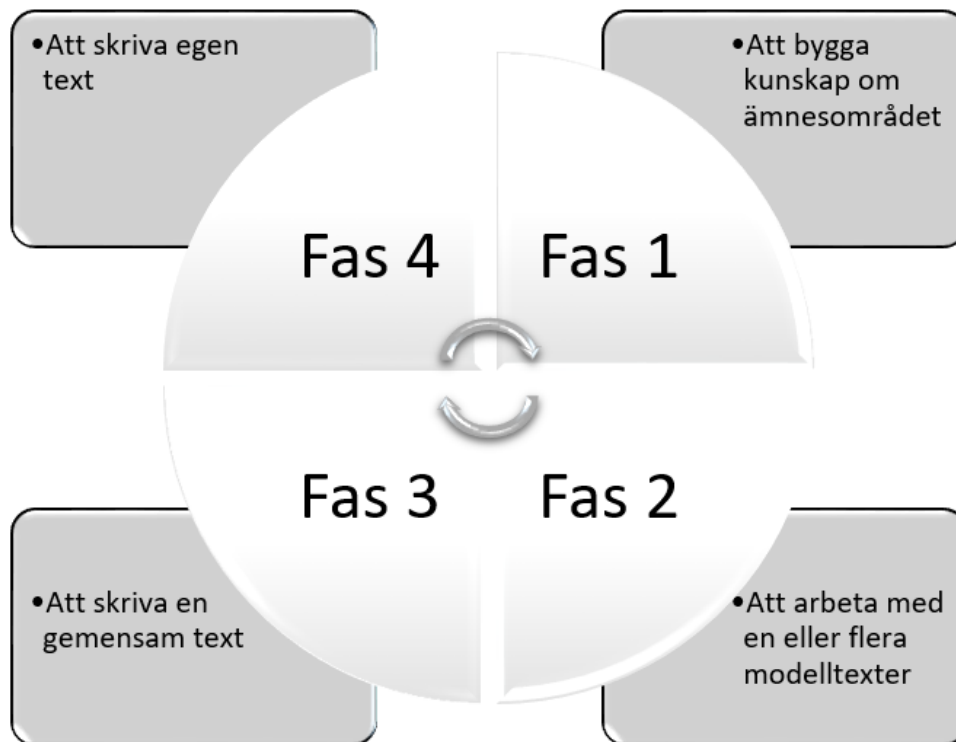 •Att skriva egen
text
•Att bygga
kunskap om
ämnesområdet
Fas 4
Fas 1
Fas 3
Fas 2
•Att skriva en
gemensam text
•Att arbeta med
en eller flera
modelltexter